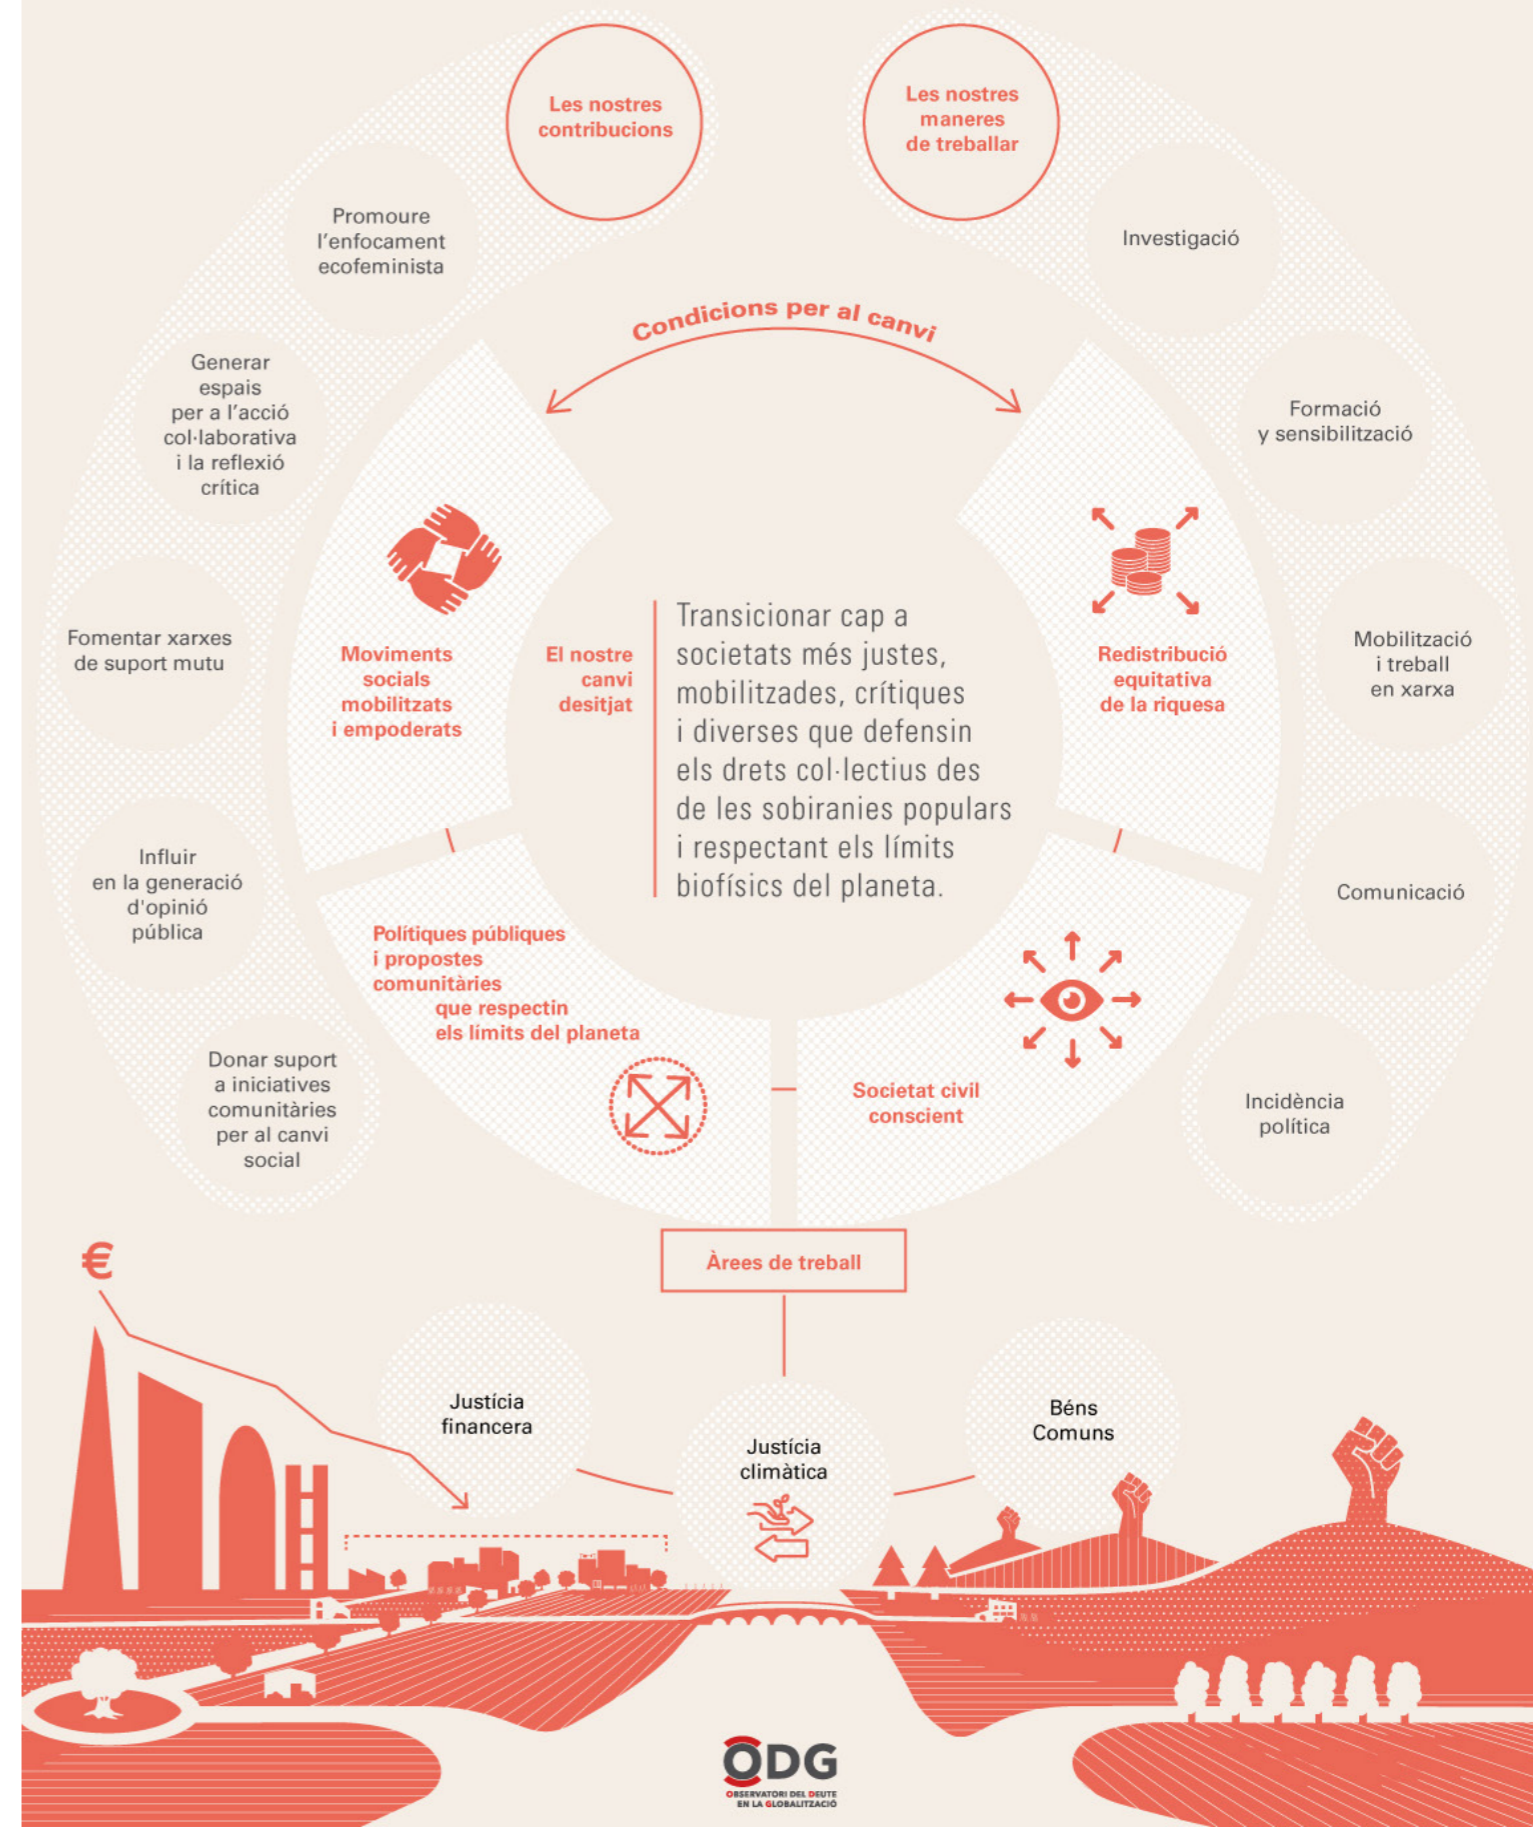 Les nostres
contribucions
Les nostres
maneres
de treballar
Promoure
l'enfocament
ecofeminista
Generar
espais
per a l'acció
col·laborativa
i la reflexió
crítica
Fomentar xarxes
de suport mutu
Influir
en la generació
d'opinió
pública
Donar suport
a iniciatives
comunitàries
per al canvi
social
Investigació
Formació
y sensibilització
Mobilització
i treball
en xarxa
Comunicació
Incidència
política
Condicions per al canvi
Moviments
socials
mobilitzats
i empoderats
El nostre
canvi
desitjat
Transicionar cap a
societats més justes,
mobilitzades, crítiques
i diverses que defensin
els drets col·lectius des
de les sobiranies populars
i respectant els límits
biofísics del planeta.
Redistribució
equitativa
de la riquesa
Polítiques públiques
i propostes
comunitàries
que respectin
els límits del planeta
Societat civil
conscient
Àrees de treball
€
Justícia
financera
Justícia
climàtica
Béns
Comuns
ODG
OBSERVATORI DEL DEUTE
EN LA GLOBALITZACIÓ